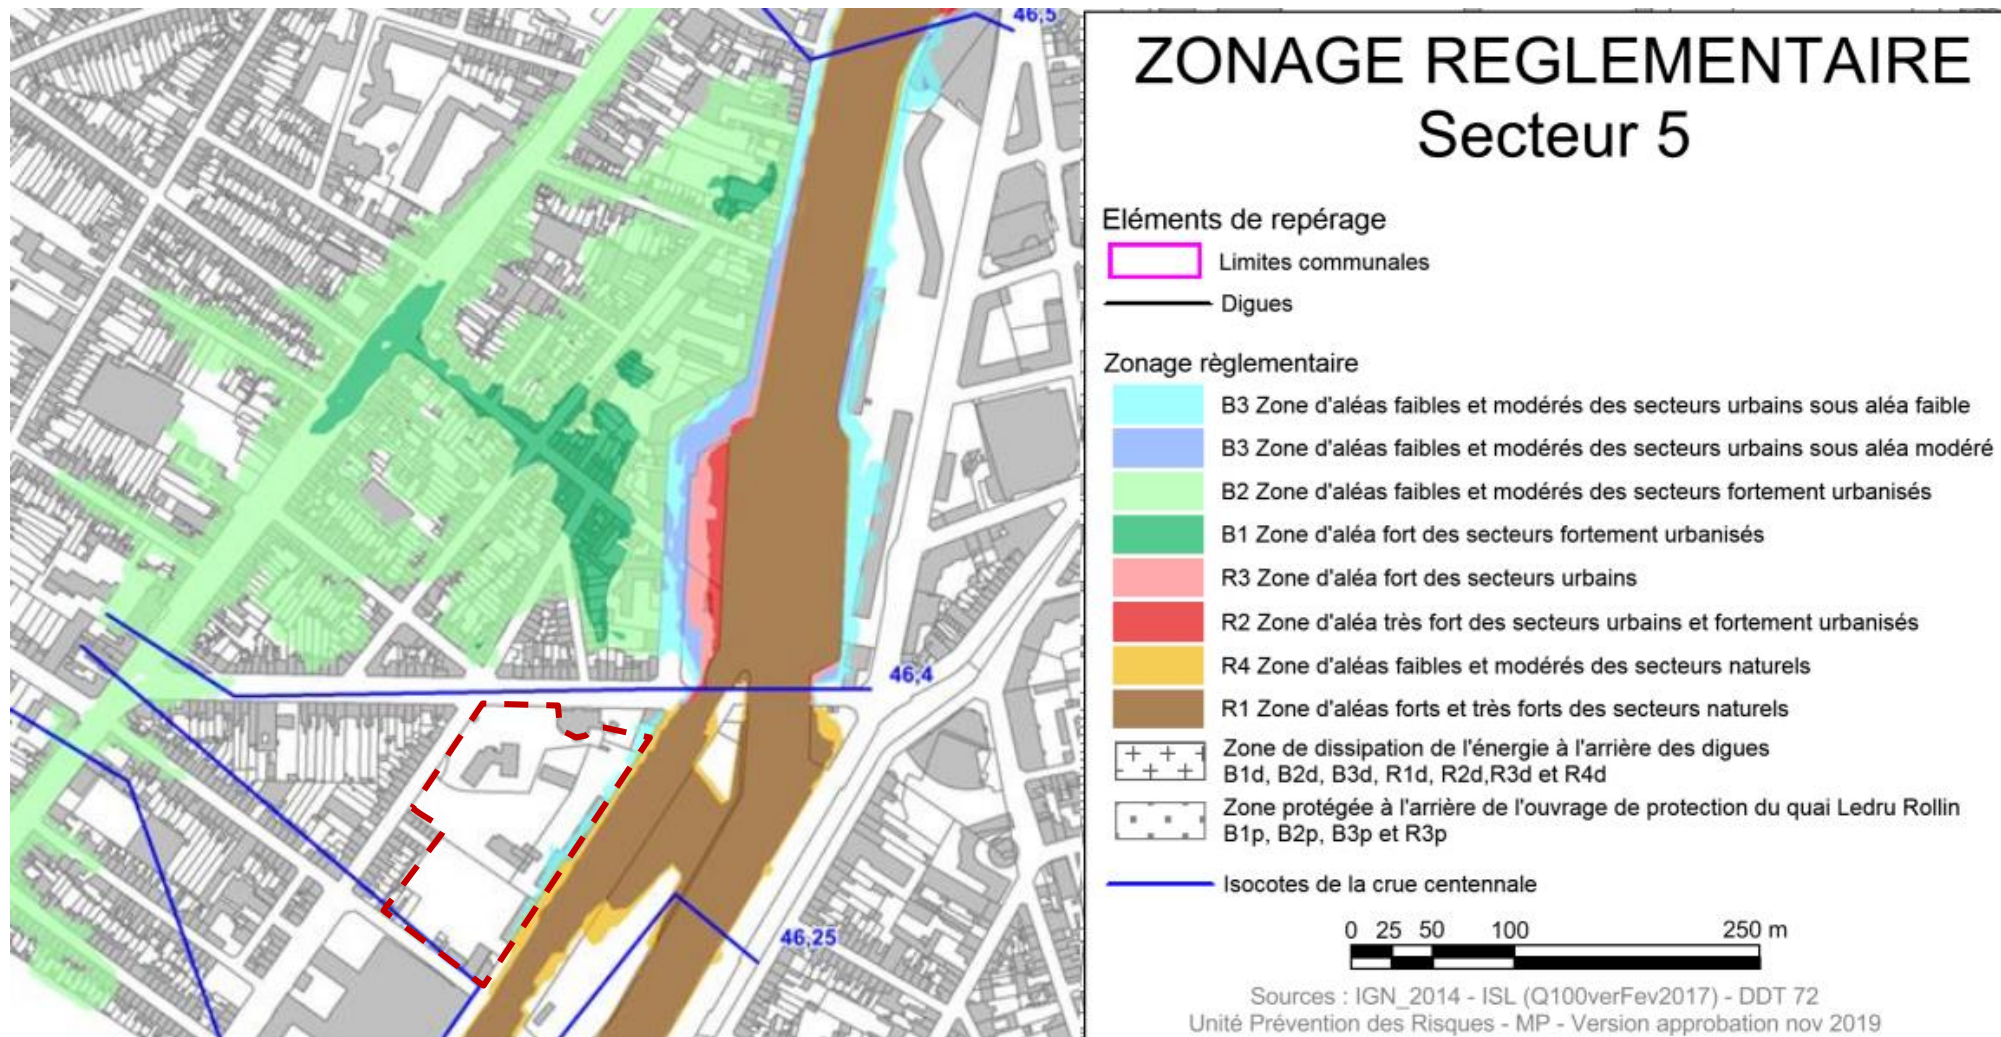 46,5
46,4
46,25
ZONAGE REGLEMENTAIRE
Secteur 5
Eléments de repérage
Limites communales
Digues
Zonage règlementaire
B3 Zone d'aléas faibles et modérés des secteurs urbains sous aléa faible
B3 Zone d'aléas faibles et modérés des secteurs urbains sous aléa modéré
B2 Zone d'aléas faibles et modérés des secteurs fortement urbanisés
B1 Zone d'aléa fort des secteurs fortement urbanisés
R3 Zone d'aléa fort des secteurs urbains
R2 Zone d'aléa très fort des secteurs urbains et fortement urbanisés
R4 Zone d'aléas faibles et modérés des secteurs naturels
R1 Zone d'aléas forts et très forts des secteurs naturels
Zone de dissipation de l'énergie à l'arrière des digues
B1d, B2d, B3d, R1d, R2d,R3d et R4d
Zone protégée à l'arrière de l'ouvrage de protection du quai Ledru Rollin
B1p, B2p, B3p et R3p
Isocotes de la crue centennale
0 25 50 100 250 m
Sources : IGN_2014 - ISL (Q100verFev2017) - DDT 72
Unité Prévention des Risques - MP - Version approbation nov 2019